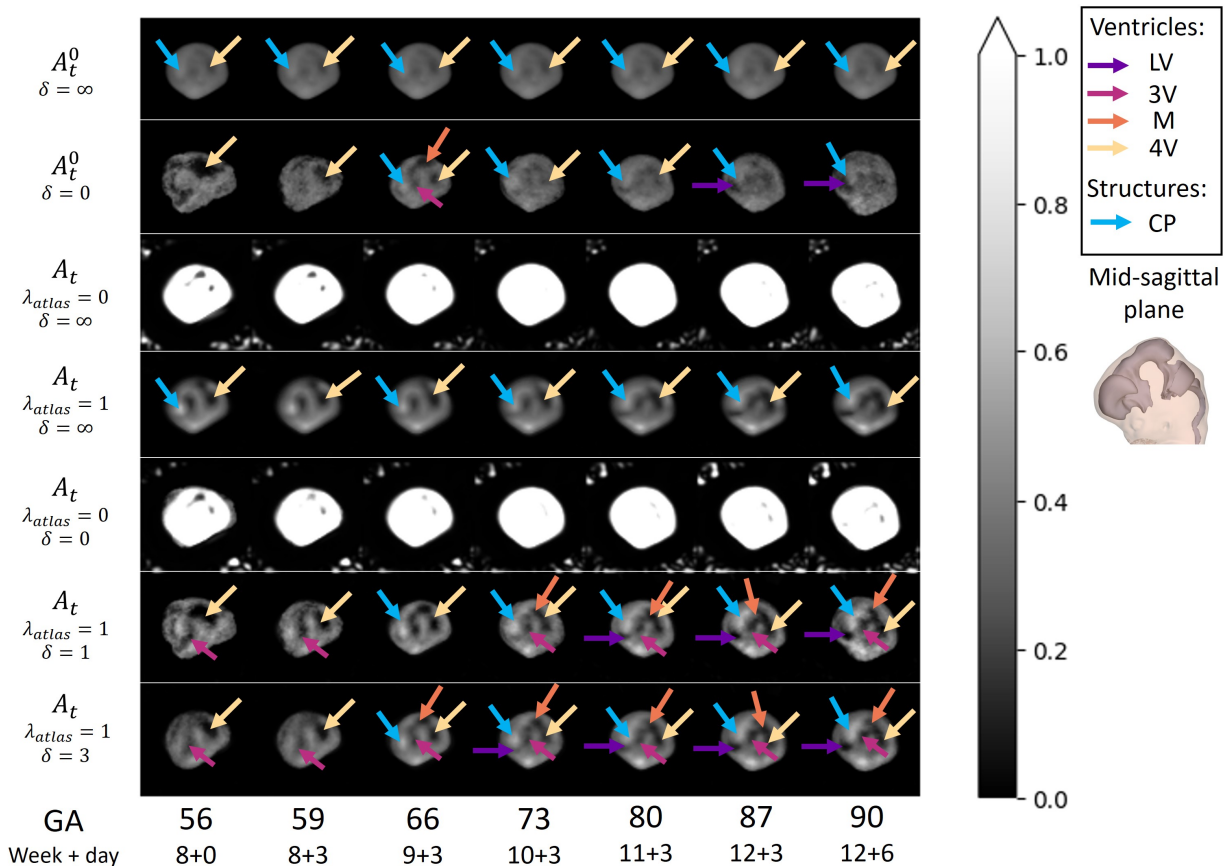 A_t^0
δ = ∞
A_t^0
δ = 0
A_t
λ_atlas = 0
δ = ∞
A_t
λ_atlas = 1
δ = ∞
A_t
λ_atlas = 0
δ = 0
A_t
λ_atlas = 1
δ = 1
A_t
λ_atlas = 1
δ = 3
GA 56 59 66 73 80 87 90
Week + day 8+0 8+3 9+3 10+3 11+3 12+3 12+6
1.0
0.8
0.6
0.4
0.2
0.0
Ventricles:
LV
3V
M
4V
Structures:
CP
Mid-sagittal
plane